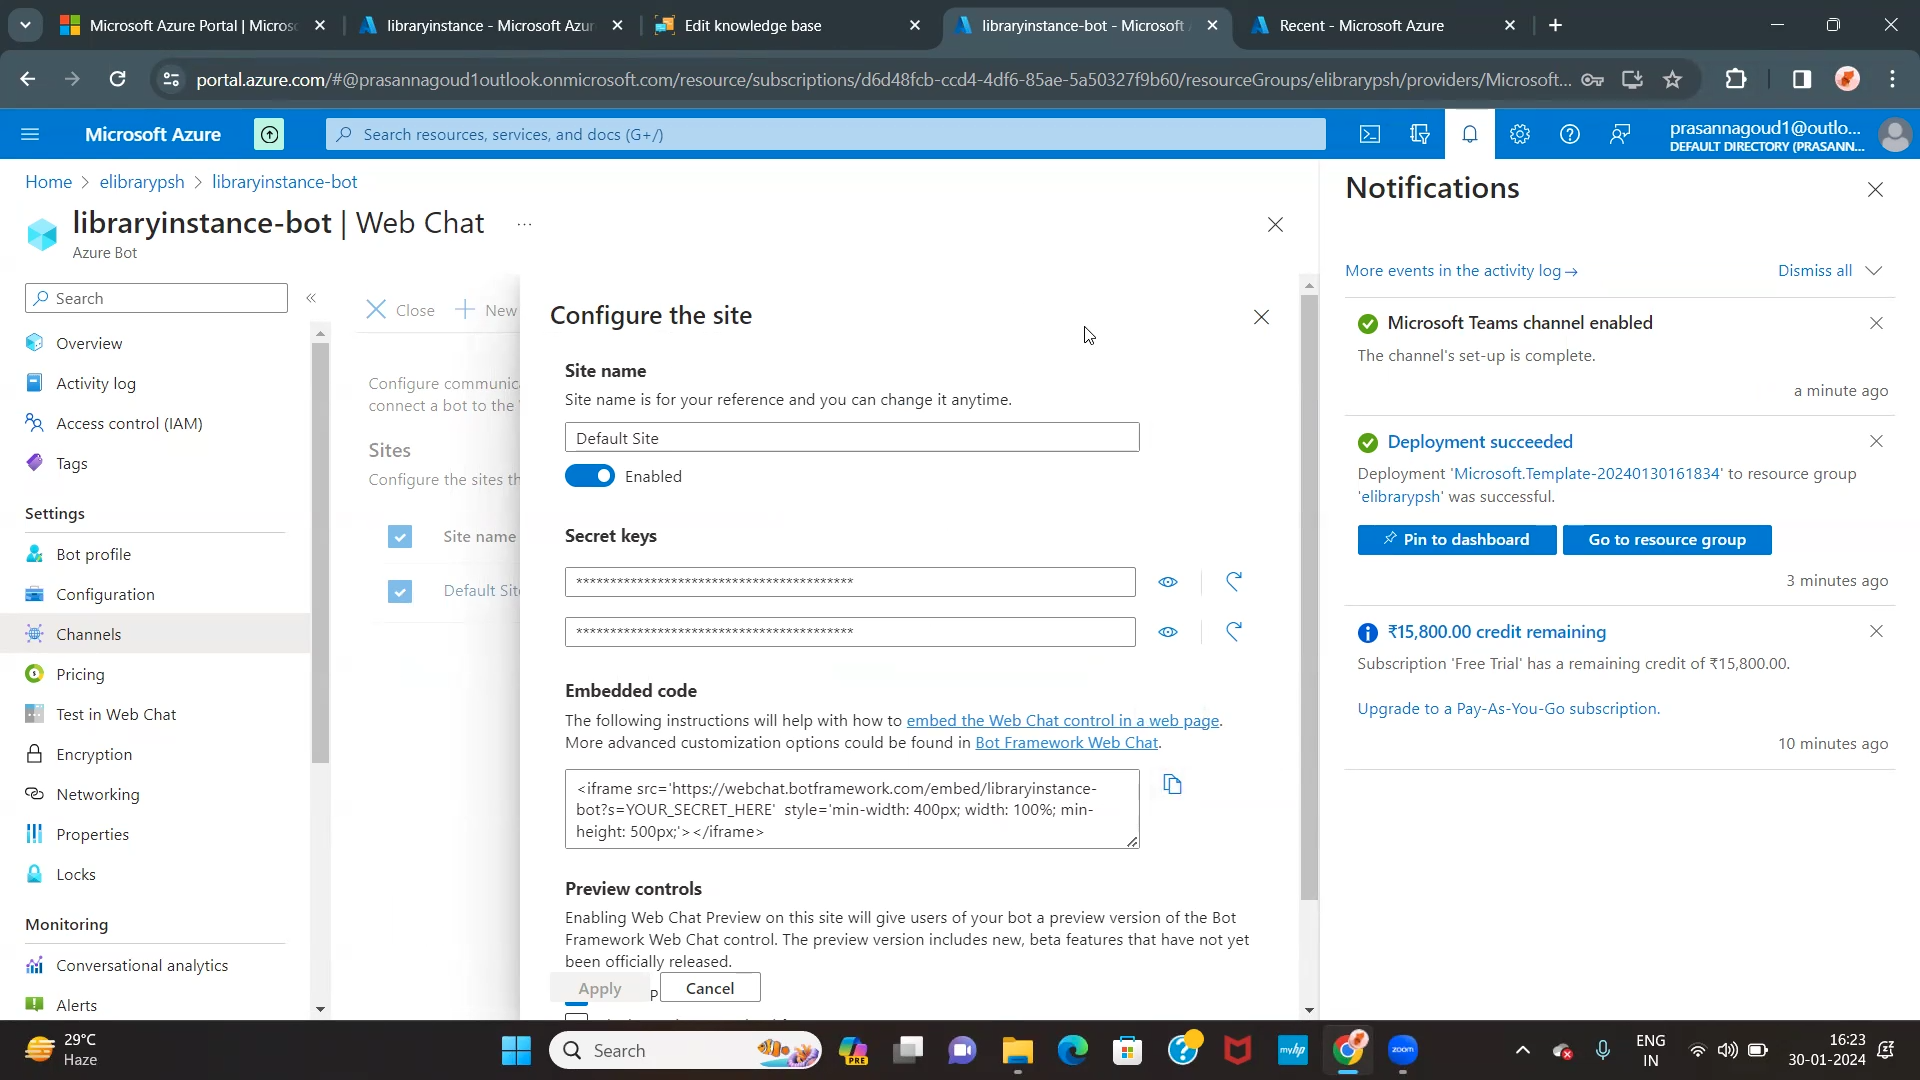 Microsoft Azure Portal | Micros
libraryinstance - Microsoft Azur
Edit knowledge base
libraryinstance-bot - Microsoft
Recent - Microsoft Azure
portal.azure.com/#@prasannagoud1outlook.onmicrosoft.com/resource/subscriptions/d6d48fcb-ccd4-4df6-85ae-5a50327f9b60/resourceGroups/elibrarypsh/providers/Microsoft...
Microsoft Azure
Search resources, services, and docs (G+/)
prasannagoud1@outlo...
DEFAULT DIRECTORY (PRASANN...
Home > elibrarypsh > libraryinstance-bot
libraryinstance-bot | Web Chat ...
Azure Bot
Search
Overview
Activity log
Access control (IAM)
Tags
Settings
Bot profile
Configuration
Channels
Pricing
Test in Web Chat
Encryption
Networking
Properties
Locks
Monitoring
Conversational analytics
Alerts
Close
New
Configure communica
connect a bot to the
Sites
Configure the sites th
Site name
Default Site
Configure the site
Site name
Site name is for your reference and you can change it anytime.
Default Site
Enabled
Secret keys
****************************************
****************************************
Embedded code
The following instructions will help with how to embed the Web Chat control in a web page.
More advanced customization options could be found in Bot Framework Web Chat.
<iframe src='https://webchat.botframework.com/embed/libraryinstance-
bot?s=YOUR_SECRET_HERE' style='min-width: 400px; width: 100%; min-
height: 500px;'></iframe>
Preview controls
Enabling Web Chat Preview on this site will give users of your bot a preview version of the Bot
Framework Web Chat control. The preview version includes new, beta features that have not yet
been officially released.
Apply
Cancel
Notifications
More events in the activity log →
Dismiss all
Microsoft Teams channel enabled
The channel's set-up is complete.
a minute ago
Deployment succeeded
Deployment 'Microsoft.Template-20240130161834' to resource group
'elibrarypsh' was successful.
Pin to dashboard
Go to resource group
3 minutes ago
₹15,800.00 credit remaining
Subscription 'Free Trial' has a remaining credit of ₹15,800.00.
Upgrade to a Pay-As-You-Go subscription.
10 minutes ago
29°C
Haze
Search
PRE
myhp
zoom
ENG
IN
16:23
30-01-2024